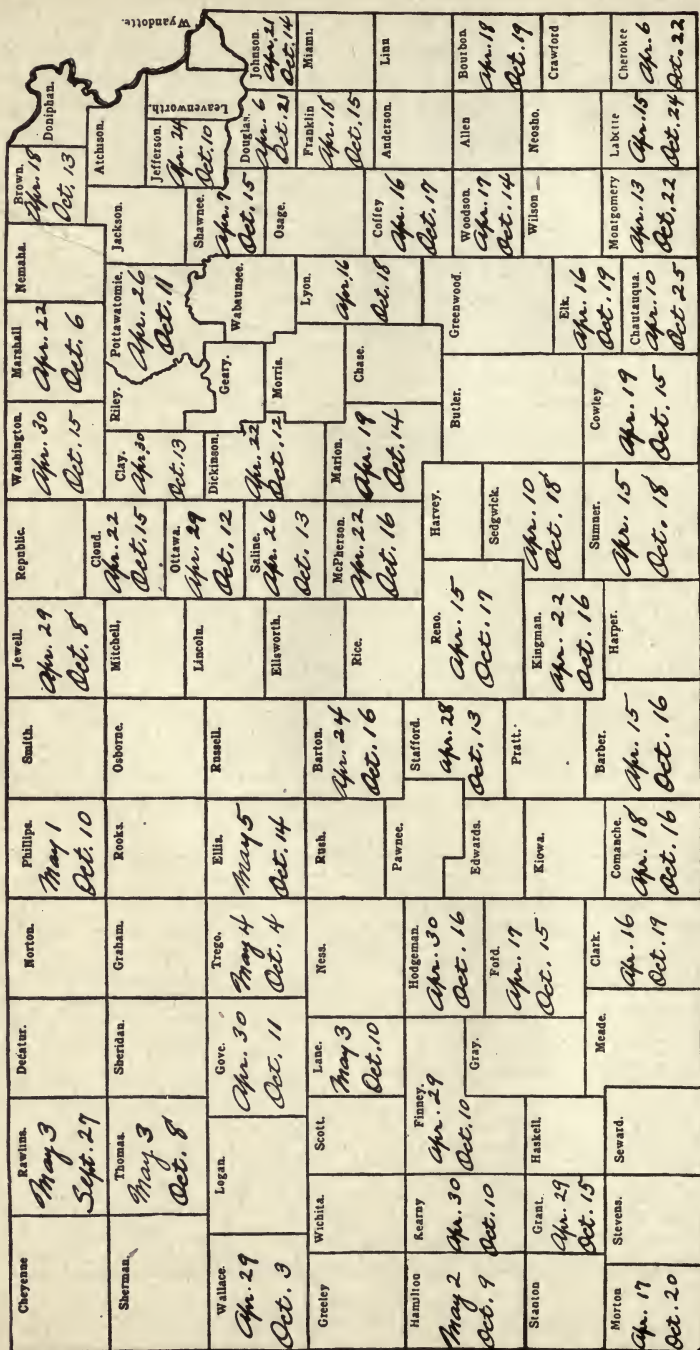 Cheyenne
Rawlins.
May 3
Sept. 27
Decatur.
Norton.
Phillips.
May 1
Oct. 10
Smith.
Jewell.
Apr. 29
Oct. 8
Republic.
Washington.
Apr. 30
Oct. 15
Marshall
Apr. 22
Oct. 6
Nemaha.
Brown.
Apr. 18
Oct. 13
Doniphan.
Sherman.
Thomas.
May 3
Oct. 8
Sheridan.
Graham.
Rooks.
Osborne.
Mitchell,
Cloud.
Apr. 22
Oct. 15
Clay.
Apr. 30
Oct. 13
Riley.
Pottawatomie.
Apr. 26
Oct. 11
Jackson.
Atchison.
Jefferson.
Apr. 24
Oct. 10
Leavenworth.
Wyandotte.
Wallace.
Apr. 29
Oct. 3
Logan.
Gove.
Apr. 30
Oct. 11
Trego.
May 4
Oct. 4
Ellis.
May 5
Oct. 14
Russell.
Lincoln.
Ottawa.
Apr. 29
Oct. 12
Saline.
Apr. 26
Oct. 13
Ellsworth.
Dickinson.
Apr. 22
Oct. 12
Geary.
Wabaunsee.
Shawnee.
Apr. 9
Oct. 15
Douglas.
Apr. 6
Oct. 21
Johnson.
Apr. 21
Oct. 14
Greeley
Wichita.
Scott.
Lane.
May 3
Oct. 10
Ness.
Rush.
Barton.
Apr. 24
Oct. 16
Rice.
McPherson.
Apr. 22
Oct. 16
Marion.
Apr. 19
Oct. 14
Morris.
Chase.
Lyon.
Apr. 16
Oct. 18
Osage.
Franklin
Apr. 18
Oct. 15
Miami.
Coffey
Apr. 16
Oct. 17
Anderson.
Linn
Hamilton
May 2
Oct. 9
Kearny
Apr. 30
Oct. 10
Finney.
Apr. 29
Oct. 10
Gray.
Hodgeman.
Apr. 30
Oct. 16
Ford.
Apr. 17
Oct. 15
Pawnee.
Edwards.
Stafford.
Apr. 28
Oct. 13
Pratt.
Reno.
Apr. 15
Oct. 17
Harvey.
Sedgwick.
Apr. 10
Oct. 18
Butler.
Greenwood.
Woodson.
Apr. 17
Oct. 14
Allen
Bourbon
Apr. 18
Oct. 19
Stanton
Grant.
Apr. 29
Oct. 15
Haskell.
Kiowa.
Kingman.
Apr. 22
Oct. 16
Elk.
Apr. 16
Oct. 19
Wilson
Neosho.
Crawford
Morton
Apr. 17
Oct. 20
Stevens.
Seward.
Meade.
Clark.
Apr. 16
Oct. 19
Comanche.
Apr. 18
Oct. 16
Barber.
Apr. 15
Oct. 16
Harper.
Sumner.
Apr. 15
Oct. 18
Cowley
Apr. 19
Oct. 15
Chautauqua.
Apr. 10
Oct. 25
Montgomery
Apr. 13
Oct. 22
Labette
Apr. 15
Oct. 24
Cherokee
Apr. 6
Oct. 22